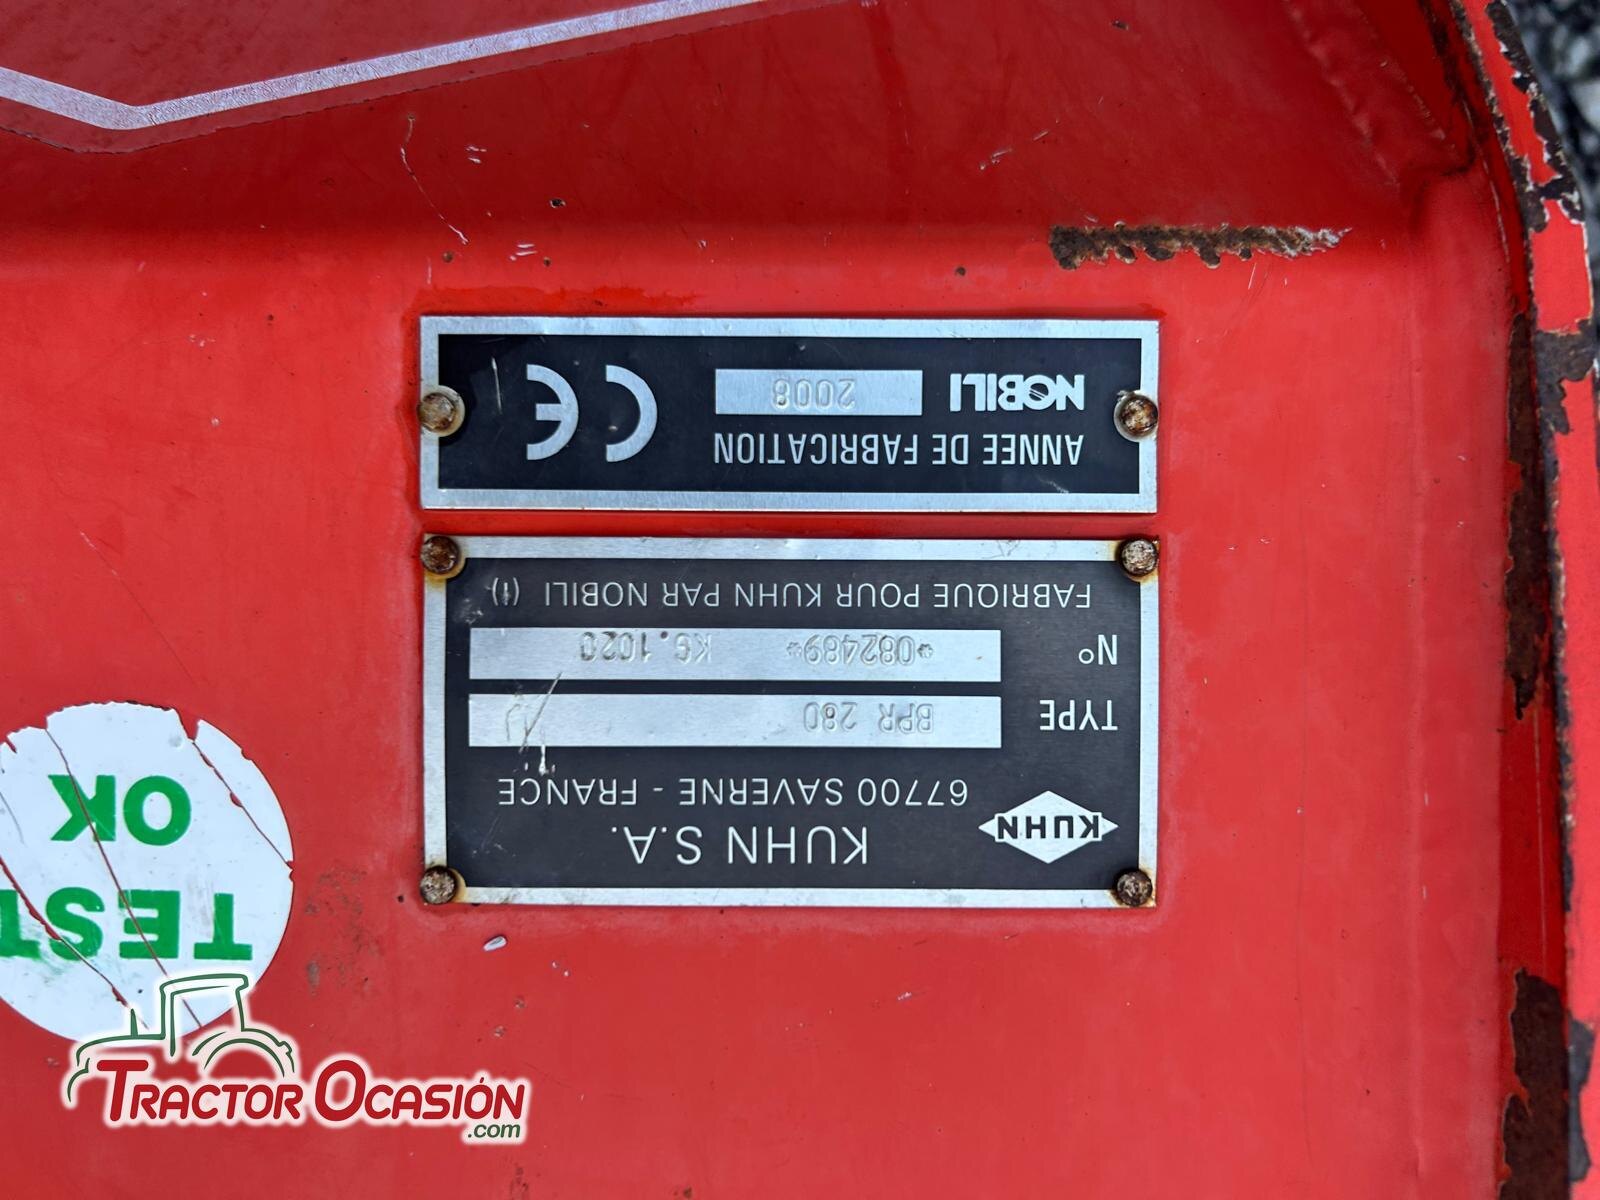 KUHN
KUHN S.A.
67700 SAVERNE - FRANCE
TYPE BPR 280
N° *082489* KG.1020
FABRIQUE POUR KUHN PAR NOBILI (I)
ANNEE DE FABRICATION
NOBILI 2008
CE
TEST
OK
TRACTOR OCASIÓN
.com